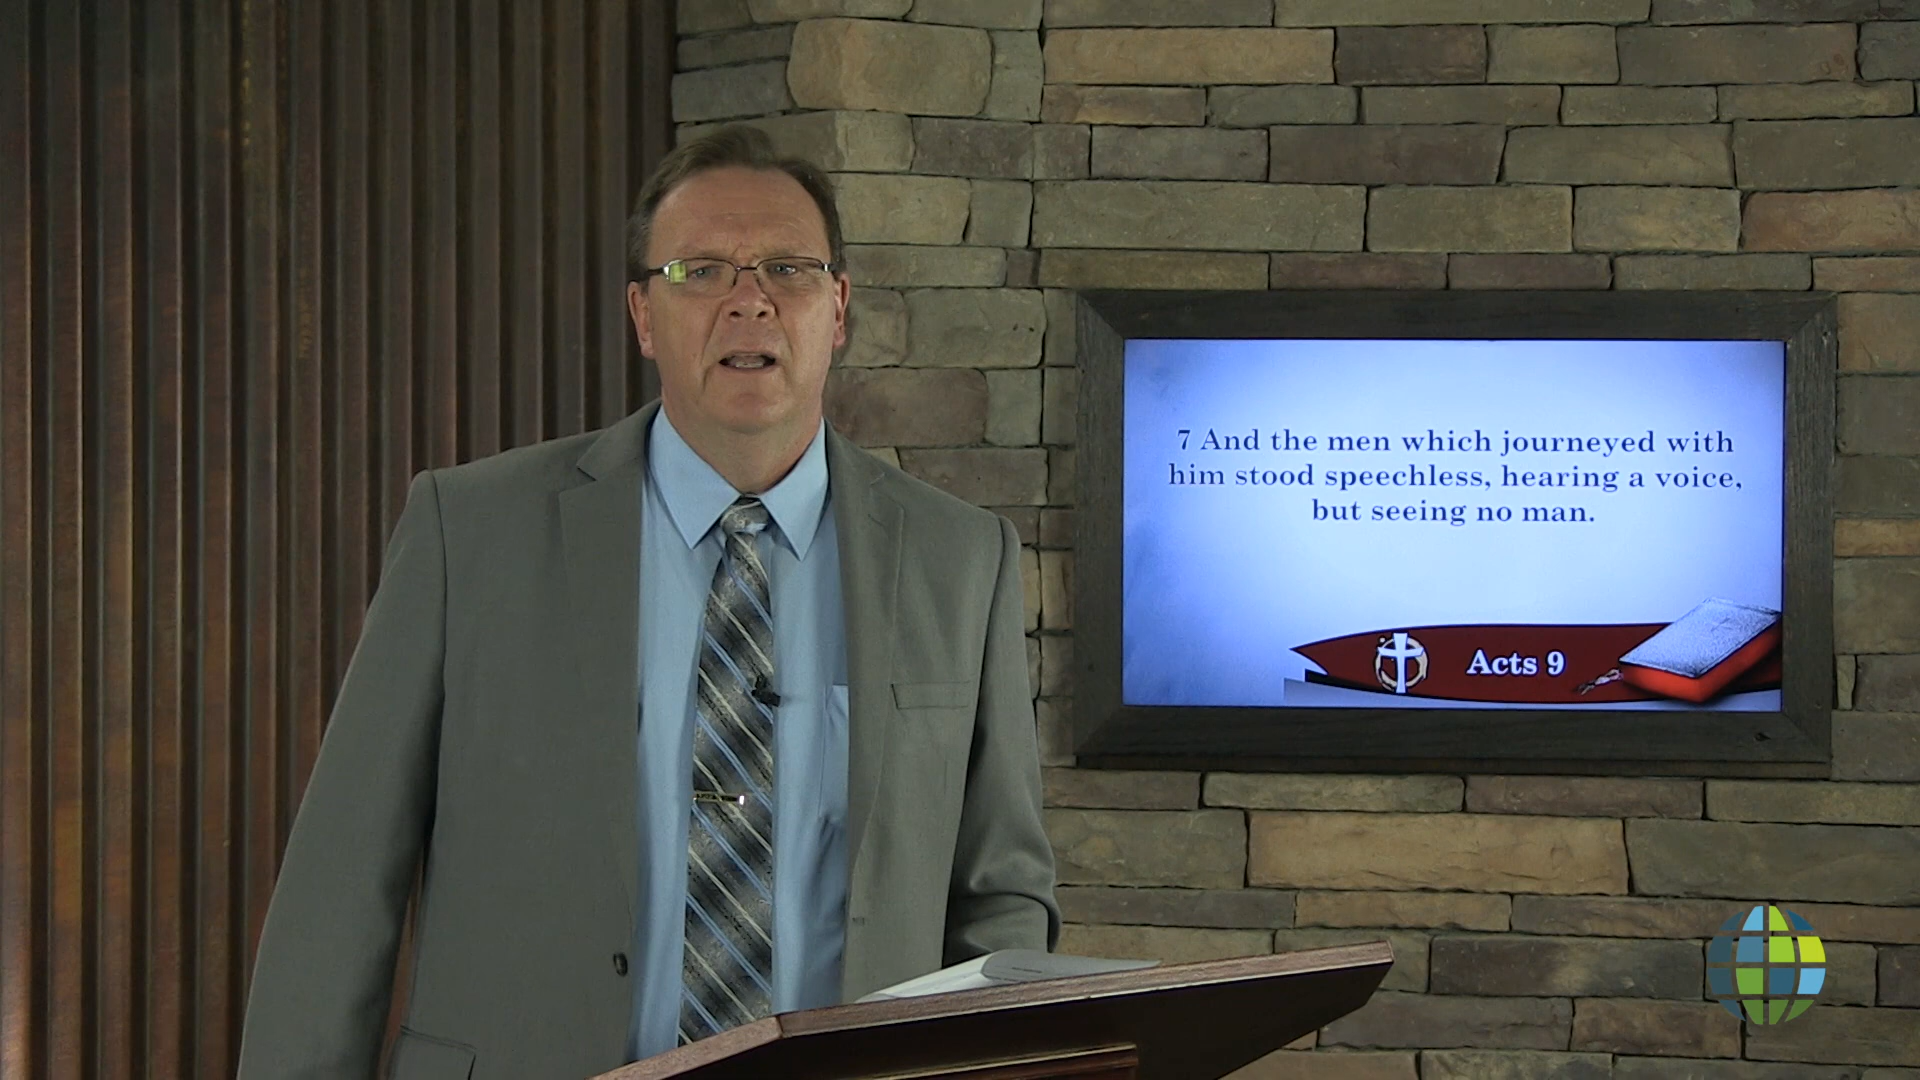 7 And the men which journeyed with
him stood speechless, hearing a voice,
but seeing no man.
Acts 9